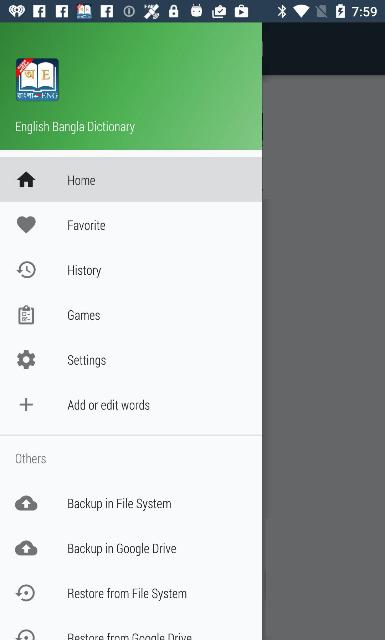 7:59
অ E
বাংলা ENG
English Bangla Dictionary
Home
Favorite
History
Games
Settings
Add or edit words
Others
Backup in File System
Backup in Google Drive
Restore from File System
Restore from Google Drive